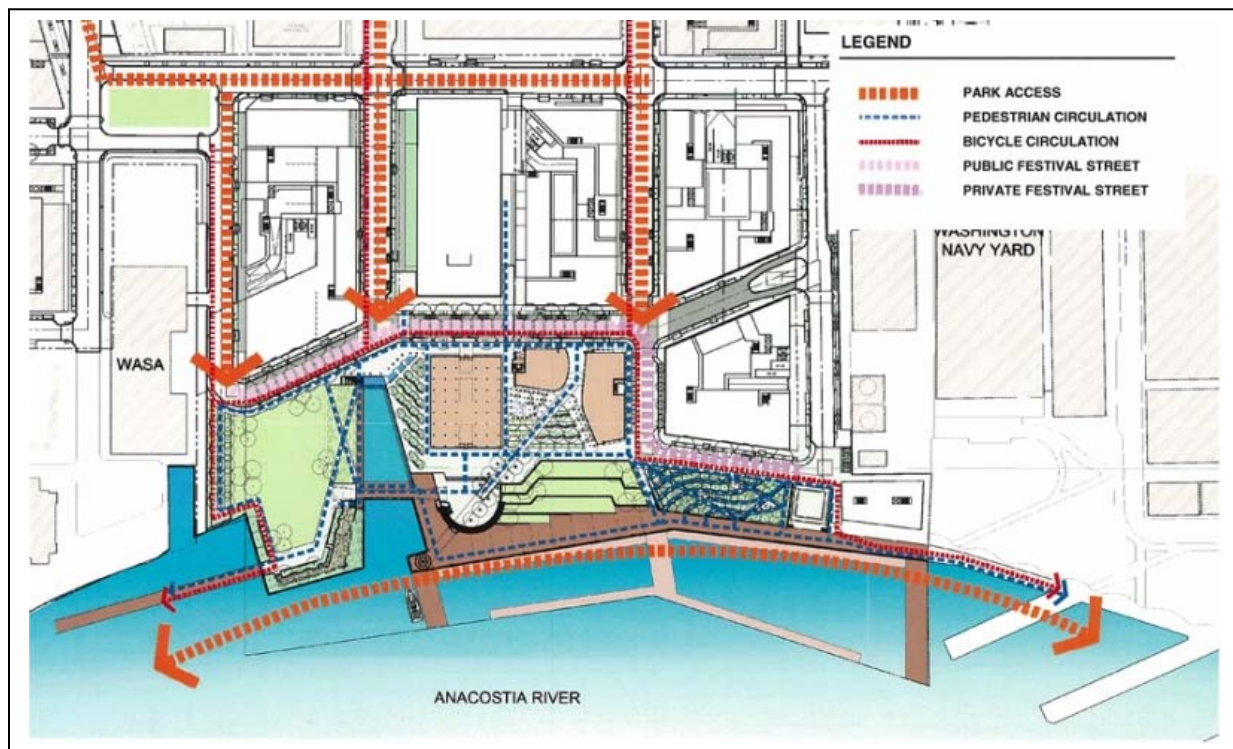 LEGEND
PARK ACCESS
PEDESTRIAN CIRCULATION
BICYCLE CIRCULATION
PUBLIC FESTIVAL STREET
PRIVATE FESTIVAL STREET
WASHINGTON
NAVY YARD
WASA
ANACOSTIA RIVER